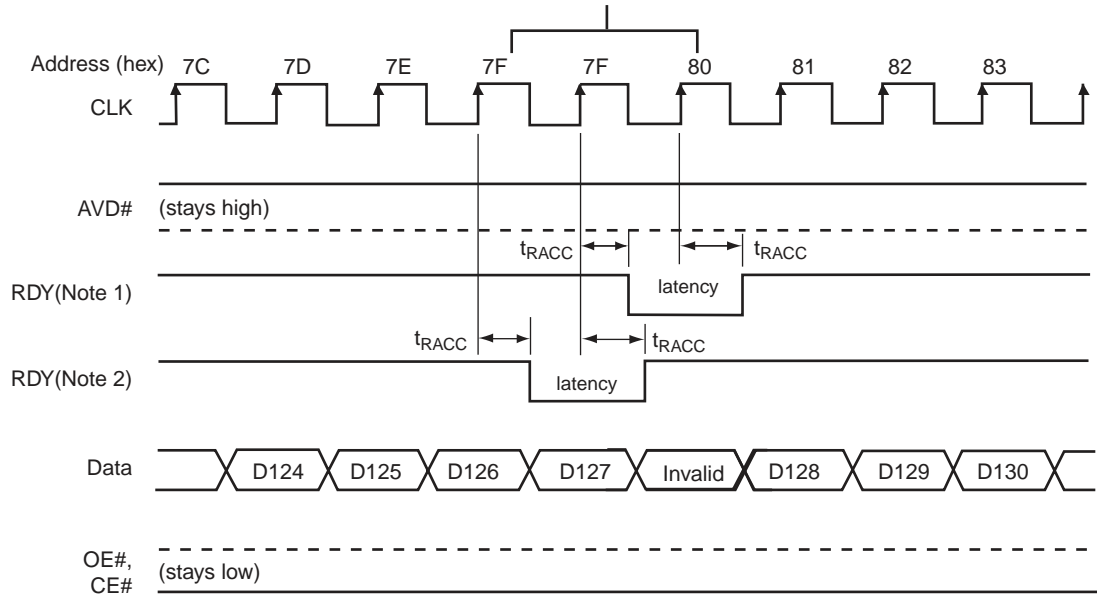 Address (hex) 7C 7D 7E 7F 7F 80 81 82 83
CLK
AVD# (stays high)
tRACC tRACC
RDY(Note 1) latency
tRACC tRACC
RDY(Note 2) latency
Data D124 D125 D126 D127 Invalid D128 D129 D130
OE#,
CE# (stays low)